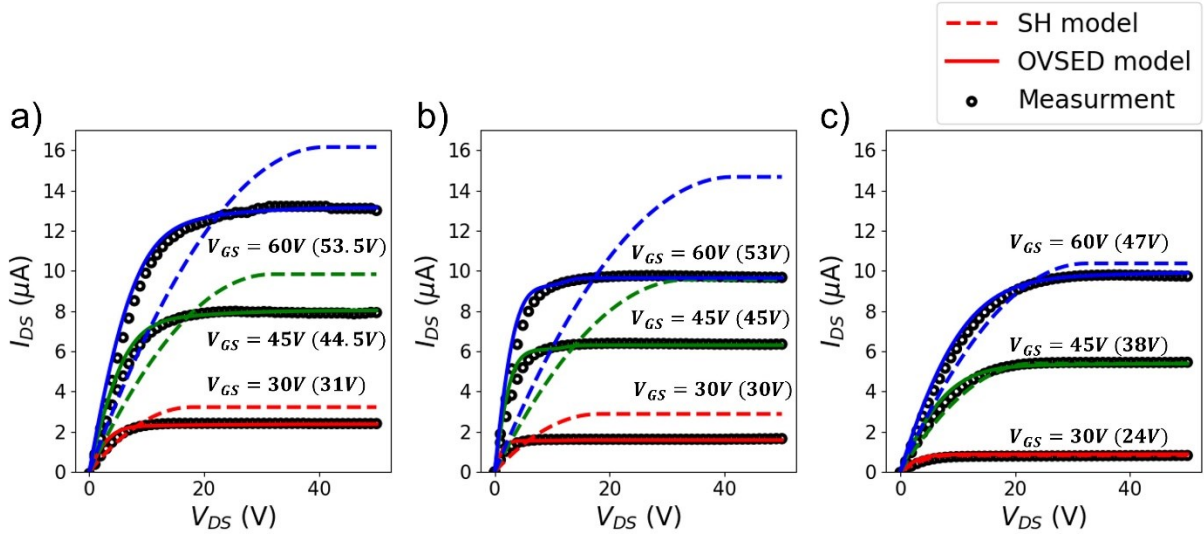 SH model
OVSED model
Measurment
a)
16
14
12
10
8
6
4
2
0
I_DS (μA)
V_GS = 60V (53.5V)
V_GS = 45V (44.5V)
V_GS = 30V (31V)
0 20 40
V_DS (V)
b)
16
14
12
10
8
6
4
2
0
I_DS (μA)
V_GS = 60V (53V)
V_GS = 45V (45V)
V_GS = 30V (30V)
0 20 40
V_DS (V)
c)
16
14
12
10
8
6
4
2
0
I_DS (μA)
V_GS = 60V (47V)
V_GS = 45V (38V)
V_GS = 30V (24V)
0 20 40
V_DS (V)